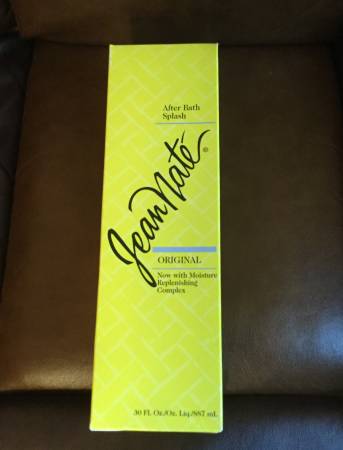 After Bath
Splash
Jean Naté®
ORIGINAL
Now with Moisture
Replenishing
Complex
30 Fl. Oz./Oz. Liq./887 mL